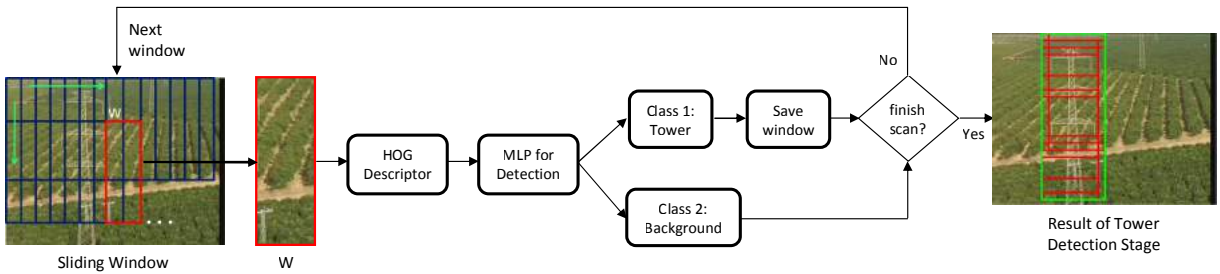 Next
window
W
. . .
Sliding Window
W
HOG
Descriptor
MLP for
Detection
Class 1:
Tower
Save
window
Class 2:
Background
finish
scan?
No
Yes
Result of Tower
Detection Stage